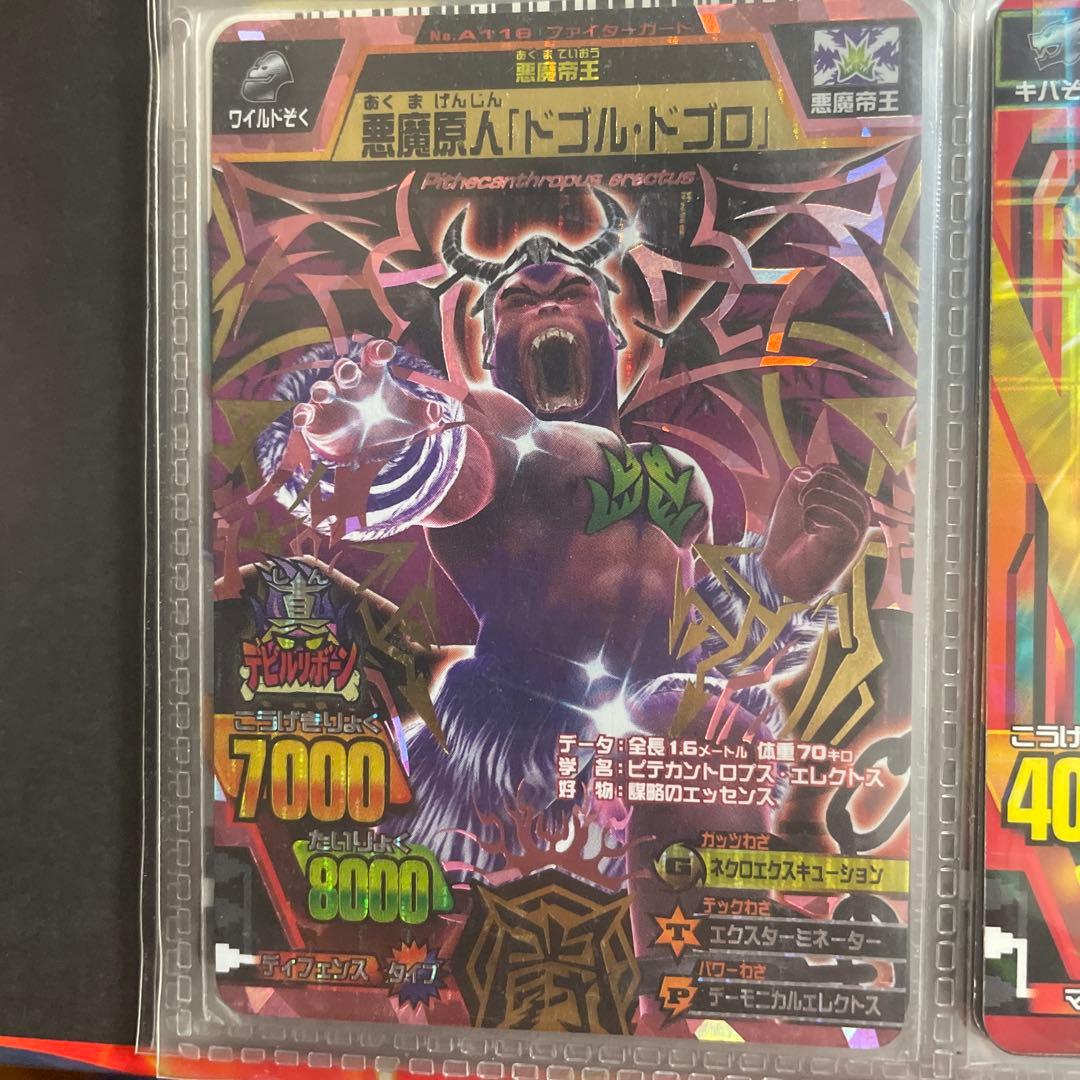 No.A116 ファイターカード
あくまていおう
悪魔帝王
あくまげんじん
悪魔原人「ドゴル・ドゴロ」
Pithecanthropus erectus
ワイルドぞく
悪魔帝王
しん
真
デビルリボーン
こうげきりょく
7000
たいりょく
8000
ディフェンス タイプ
データ:全長1.6メートル 体重70キロ
学 名:ピテカントロプス・エレクトス
好 物:謀略のエッセンス
ガッツわざ
G ネクロエクスキューション
テックわざ
T エクスターミネーター
パワーわざ
P デーモニカルエレクトス
キバぞ
こうげ
40
マ